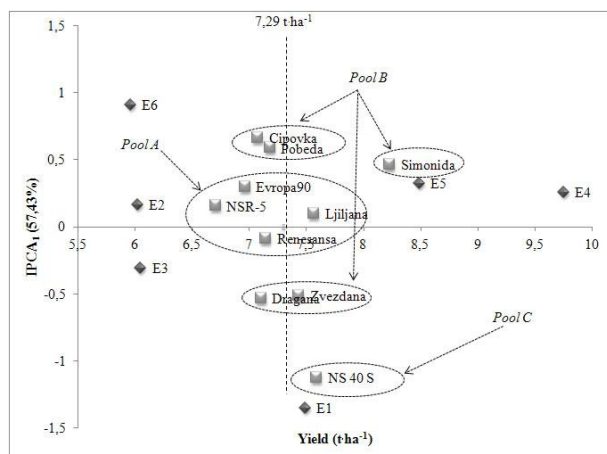 7,29 t·ha⁻¹
1,5
Pool B
1
E6
Cipovka
Pobeda
Pool A
0,5
Simonida
E5
Evropa90
E4
NSR-5
E2
Ljiljana
0
5,5
6
6,5
7
7,5
8
8,5
9
9,5
10
Renesansa
E3
-0,5
Dragana
Zvezdana
Pool C
-1
NS 40 S
E1
-1,5
Yield (t·ha⁻¹)
IPCA₁ (57,43%)